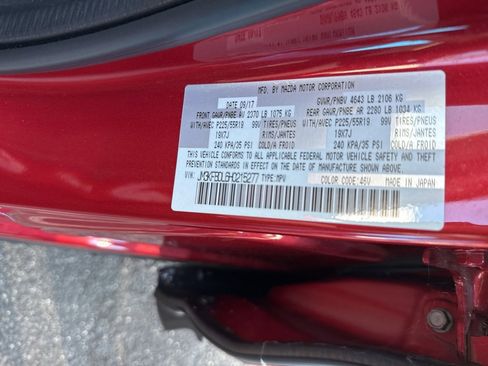 MFD. BY MAZDA MOTOR CORPORATION
DATE 09/17 GVWR/PNBV 4643 LB 2106 KG
FRONT GAWR/PNBE AV 2370 LB 1075 KG REAR GAWR/PNBE AR 2280 LB 1034 KG
WITH/AVEC P225/55R19 99V TIRES/PNEUS WITH/AVEC P225/55R19 99V TIRES/PNEUS
19X7J RIMS/JANTES 19X7J RIMS/JANTES
240 KPA/35 PSI COLD/A FROID 240 KPA/35 PSI COLD/A FROID
THIS VEHICLE CONFORMS TO ALL APPLICABLE FEDERAL MOTOR VEHICLE SAFETY AND THEFT
PREVENTION STANDARDS IN EFFECT ON THE DATE OF MANUFACTURE SHOWN ABOVE.
VIN: TYPE:MPV COLOR CODE:46V MADE IN JAPAN